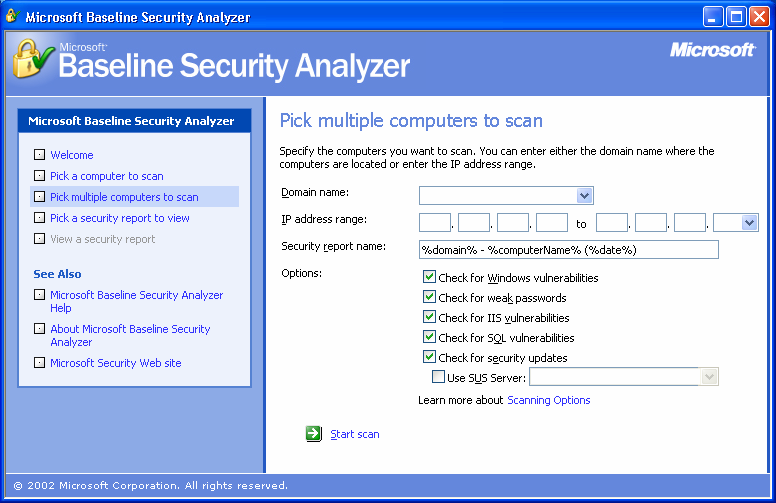 Microsoft Baseline Security Analyzer
Microsoft
Baseline Security Analyzer
Microsoft
Microsoft Baseline Security Analyzer
Welcome
Pick a computer to scan
Pick multiple computers to scan
Pick a security report to view
View a security report
See Also
Microsoft Baseline Security Analyzer
Help
About Microsoft Baseline Security
Analyzer
Microsoft Security Web site
Pick multiple computers to scan
Specify the computers you want to scan. You can enter either the domain name where the
computers are located or enter the IP address range.
Domain name:
IP address range: . . . to . . .
Security report name: %domain% - %computerName% (%date%)
Options:
Check for Windows vulnerabilities
Check for weak passwords
Check for IIS vulnerabilities
Check for SQL vulnerabilities
Check for security updates
Use SUS Server:
Learn more about Scanning Options
Start scan
© 2002 Microsoft Corporation. All rights reserved.